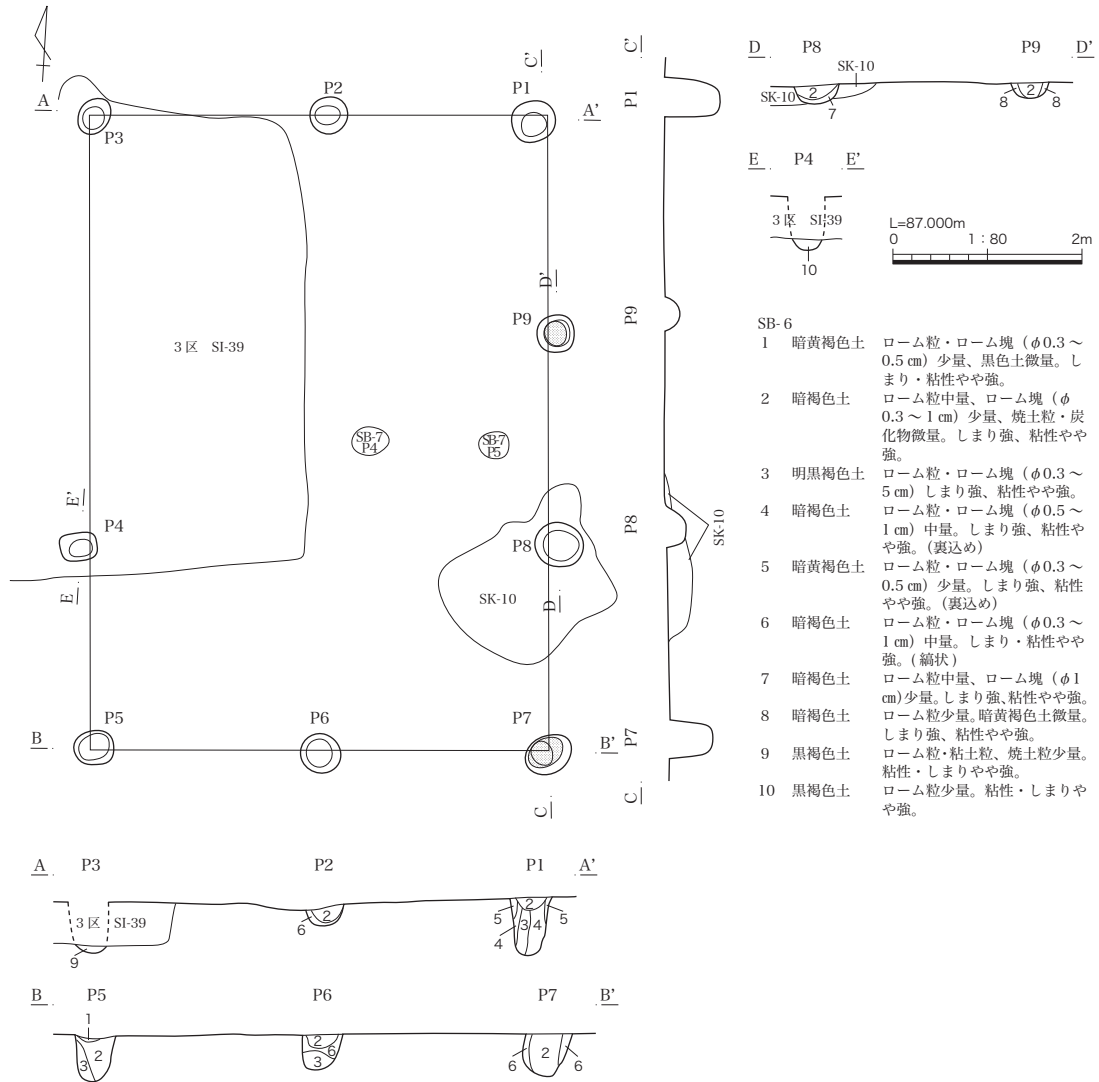 A
P3
P2
P1
A'
C'
D'
P9
3区 SI-39
SB-7
P4
SB-7
P5
E'
P4
E
P8
SK-10
D
B
P5
P6
P7
B'
C
C'
P1
P9
P8
SK-10
P7
C
D P8 P9 D'
SK-10
SK-10
2
7
2
8
8
E P4 E'
3区 SI-39
10
L=87.000m
0 1：80 2m
SB-6
1 暗黄褐色土 ローム粒・ローム塊（φ0.3～
0.5㎝）少量、黒色土微量。し
まり・粘性やや強。
2 暗褐色土 ローム粒中量、ローム塊（φ
0.3～1㎝）少量、焼土粒・炭
化物微量。しまり強、粘性やや
強。
3 明黒褐色土 ローム粒・ローム塊（φ0.3～
5㎝）しまり強、粘性やや強。
4 暗褐色土 ローム粒・ローム塊（φ0.5～
1㎝）中量。しまり強、粘性や
や強。（裏込め）
5 暗黄褐色土 ローム粒・ローム塊（φ0.3～
0.5㎝）少量。しまり強、粘性
やや強。（裏込め）
6 暗褐色土 ローム粒・ローム塊（φ0.3～
1㎝）中量。しまり・粘性やや
強。(縞状)
7 暗褐色土 ローム粒中量、ローム塊（φ1
㎝)少量。しまり強、粘性やや強。
8 暗褐色土 ローム粒少量。暗黄褐色土微量。
しまり強、粘性やや強。
9 黒褐色土 ローム粒・粘土粒、焼土粒少量。
粘性・しまりやや強。
10 黒褐色土 ローム粒少量。粘性・しまりや
や強。
A P3 P2 P1 A'
3区 SI-39
9
2
6
2
5
5
3 4
4
B P5 P6 P7 B'
1
2
3
2
6
3
2
6
6